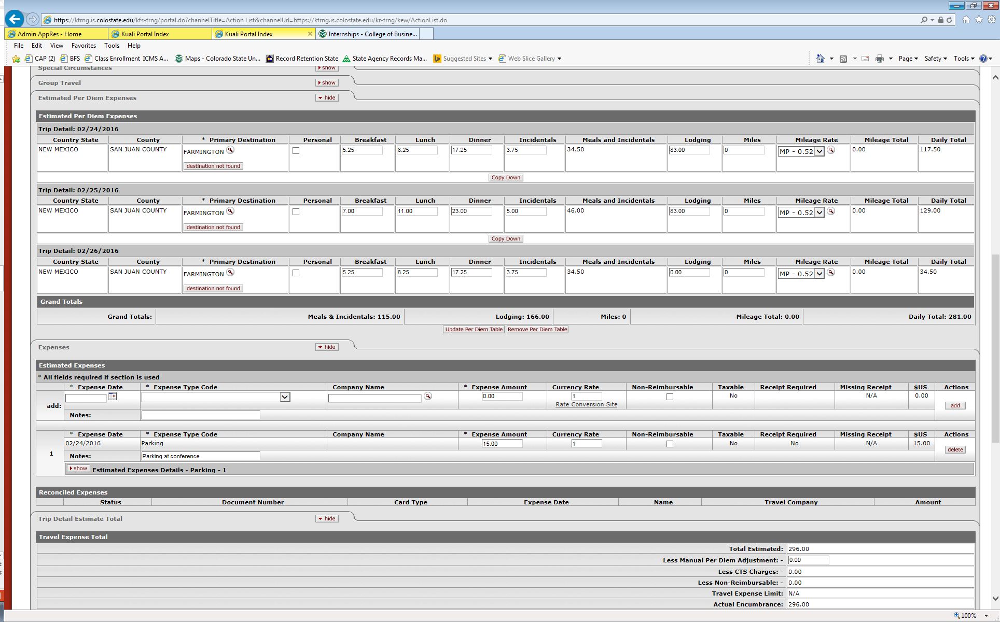 https://ktrng.is.colostate.edu/kfs-trng/portal.do?channelTitle=Action List&channelUrl=https://ktrng.is.colostate.edu/kr-trng/kew/ActionList.do
Admin AppRes - Home Kuali Portal Index Kuali Portal Index Internships - College of Busine...
File Edit View Favorites Tools Help
CAP (2) BFS Class Enrollment ICMS A... Maps - Colorado State Un... Record Retention State State Agency Records Ma... Suggested Sites Web Slice Gallery Page Safety Tools
Special Circumstances show
Group Travel show
Estimated Per Diem Expenses hide
Estimated Per Diem Expenses
Trip Detail: 02/24/2016
Country State County * Primary Destination Personal Breakfast Lunch Dinner Incidentals Meals and Incidentals Lodging Miles Mileage Rate Mileage Total Daily Total
NEW MEXICO SAN JUAN COUNTY FARMINGTON 5.25 8.25 17.25 3.75 34.50 83.00 0 MP - 0.52 0.00 117.50
destination not found
Copy Down
Trip Detail: 02/25/2016
Country State County * Primary Destination Personal Breakfast Lunch Dinner Incidentals Meals and Incidentals Lodging Miles Mileage Rate Mileage Total Daily Total
NEW MEXICO SAN JUAN COUNTY FARMINGTON 7.00 11.00 23.00 5.00 46.00 83.00 0 MP - 0.52 0.00 129.00
destination not found
Copy Down
Trip Detail: 02/26/2016
Country State County * Primary Destination Personal Breakfast Lunch Dinner Incidentals Meals and Incidentals Lodging Miles Mileage Rate Mileage Total Daily Total
NEW MEXICO SAN JUAN COUNTY FARMINGTON 5.25 8.25 17.25 3.75 34.50 0.00 0 MP - 0.52 0.00 34.50
destination not found
Grand Totals
Grand Totals: Meals & Incidentals: 115.00 Lodging: 166.00 Miles: 0 Mileage Total: 0.00 Daily Total: 281.00
Update Per Diem Table Remove Per Diem Table
Expenses hide
Estimated Expenses
* All fields required if section is used
* Expense Date * Expense Type Code Company Name * Expense Amount Currency Rate Non-Reimbursable Taxable Receipt Required Missing Receipt $US Actions
add: 0.00 1 No N/A 0.00 add
Rate Conversion Site
Notes:
* Expense Date * Expense Type Code Company Name * Expense Amount Currency Rate Non-Reimbursable Taxable Receipt Required Missing Receipt $US Actions
1 02/24/2016 Parking 15.00 1 No No N/A 15.00 delete
Notes: Parking at conference
show Estimated Expenses Details - Parking - 1
Reconciled Expenses
Status Document Number Card Type Expense Date Name Travel Company Amount
Trip Detail Estimate Total hide
Travel Expense Total
Total Estimated: 296.00
Less Manual Per Diem Adjustment: - 0.00
Less CTS Charges: - 0.00
Less Non-Reimbursable: - 0.00
Travel Expense Limit: N/A
Actual Encumbrance: 296.00
100%